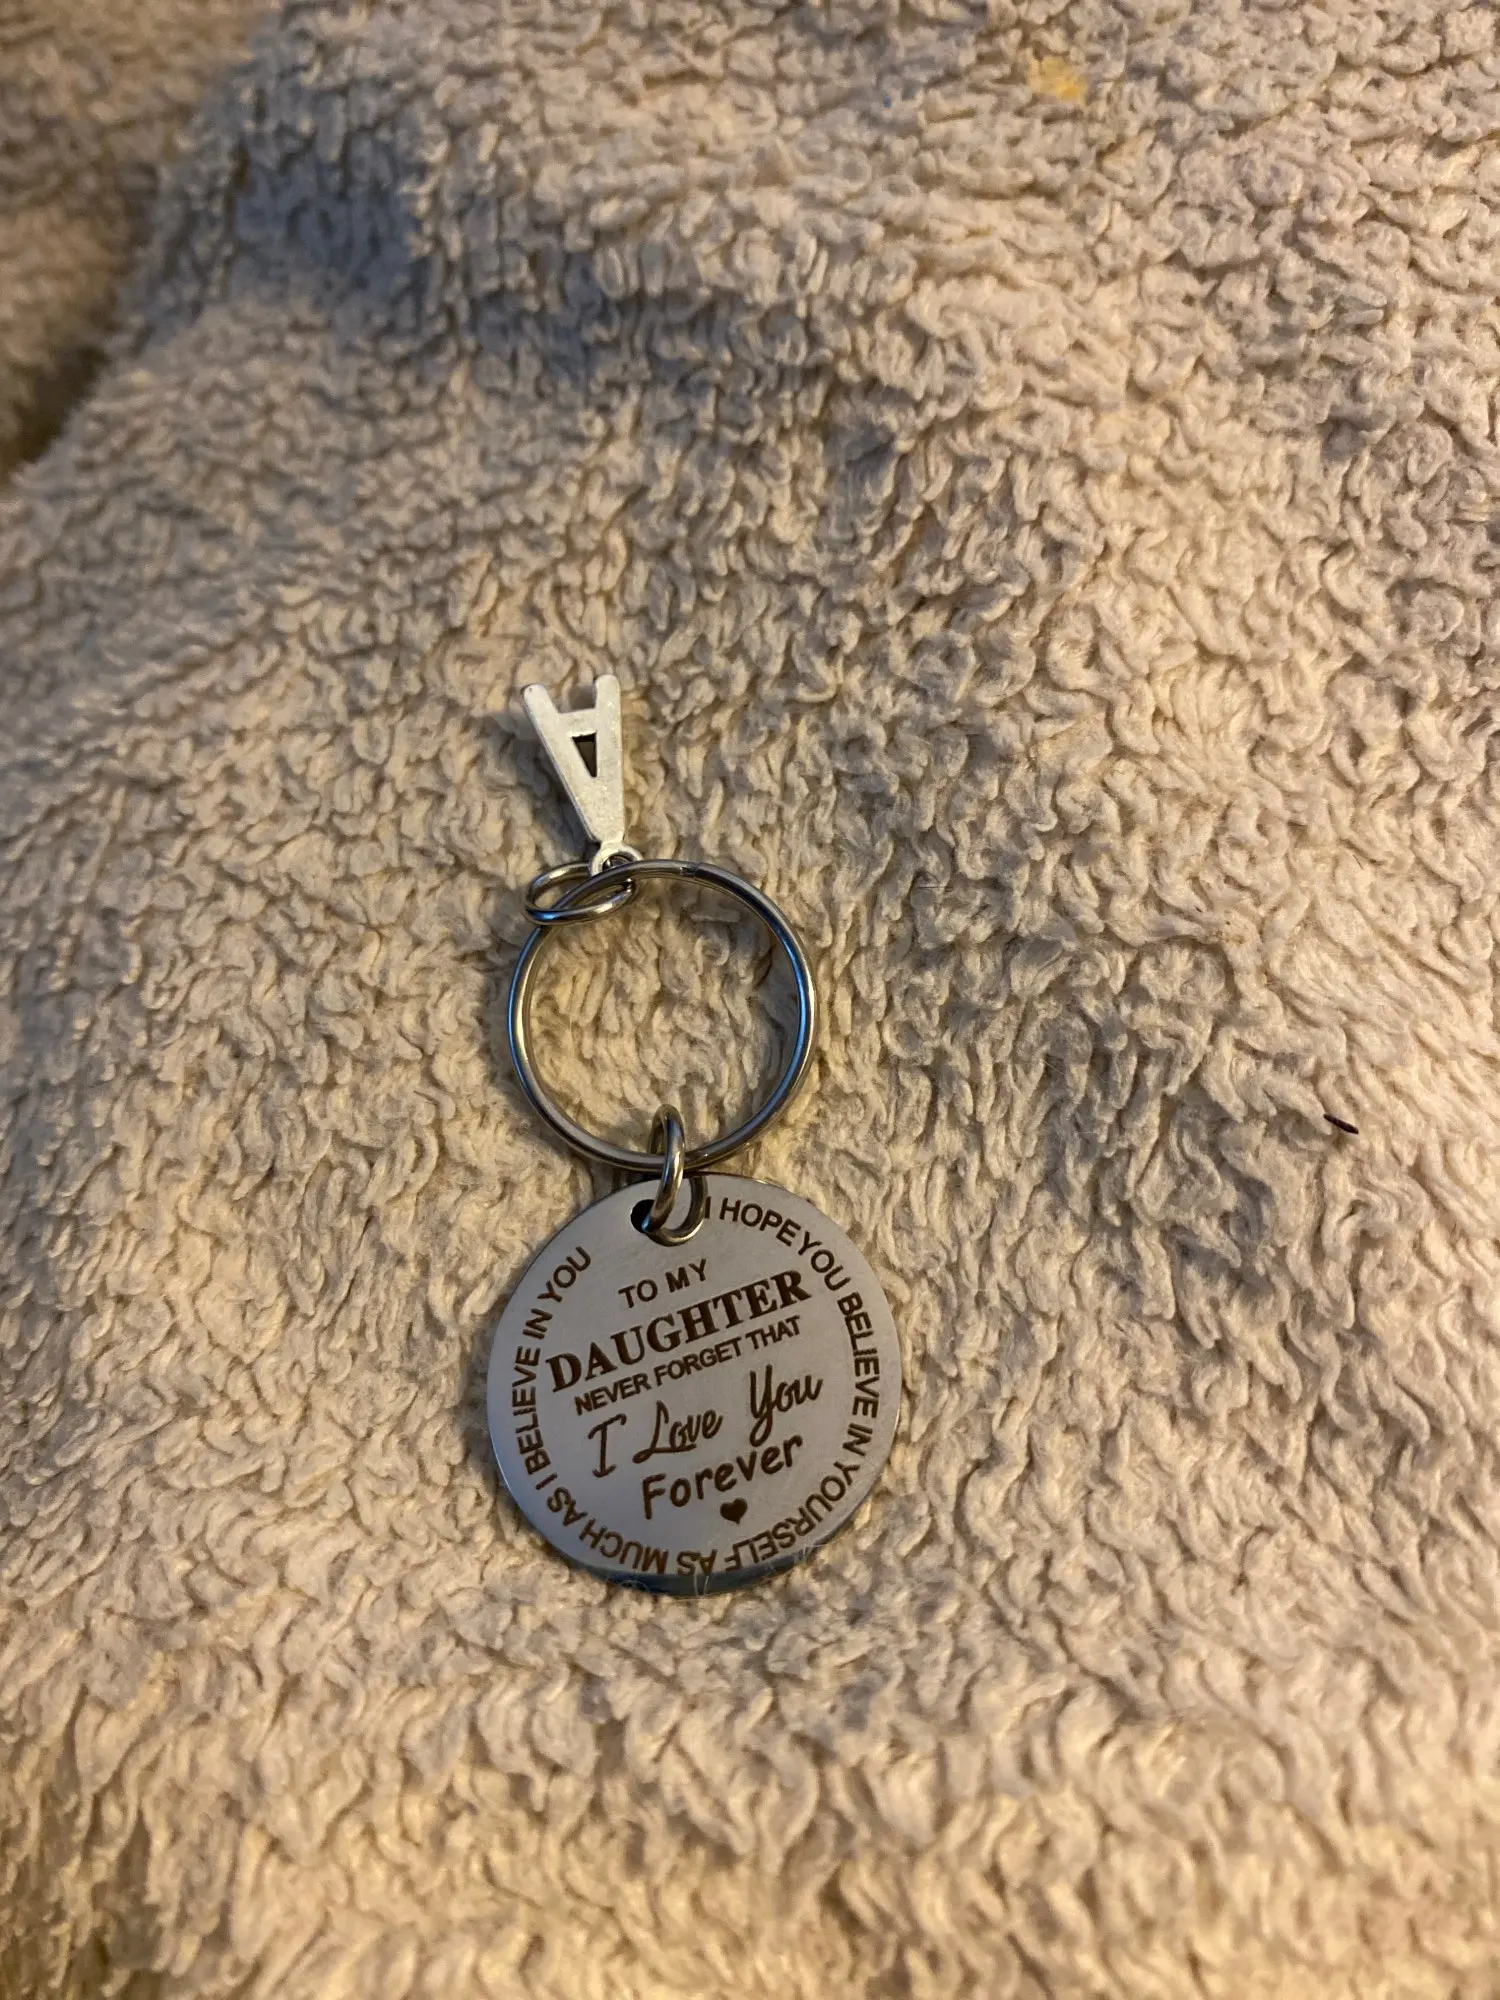 A
TO MY
DAUGHTER
NEVER FORGET THAT
I Love You
Forever
I HOPE YOU BELIEVE IN YOURSELF AS MUCH AS I BELIEVE IN YOU